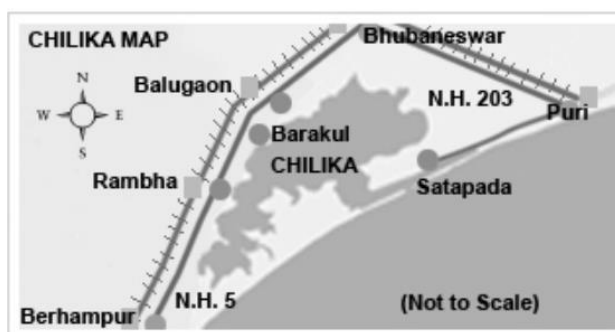 CHILIKA MAP
Bhubaneswar
Balugaon
N
W E
S
N.H. 203
Puri
Barakul
CHILIKA
Rambha
Satapada
N.H. 5
(Not to Scale)
Berhampur